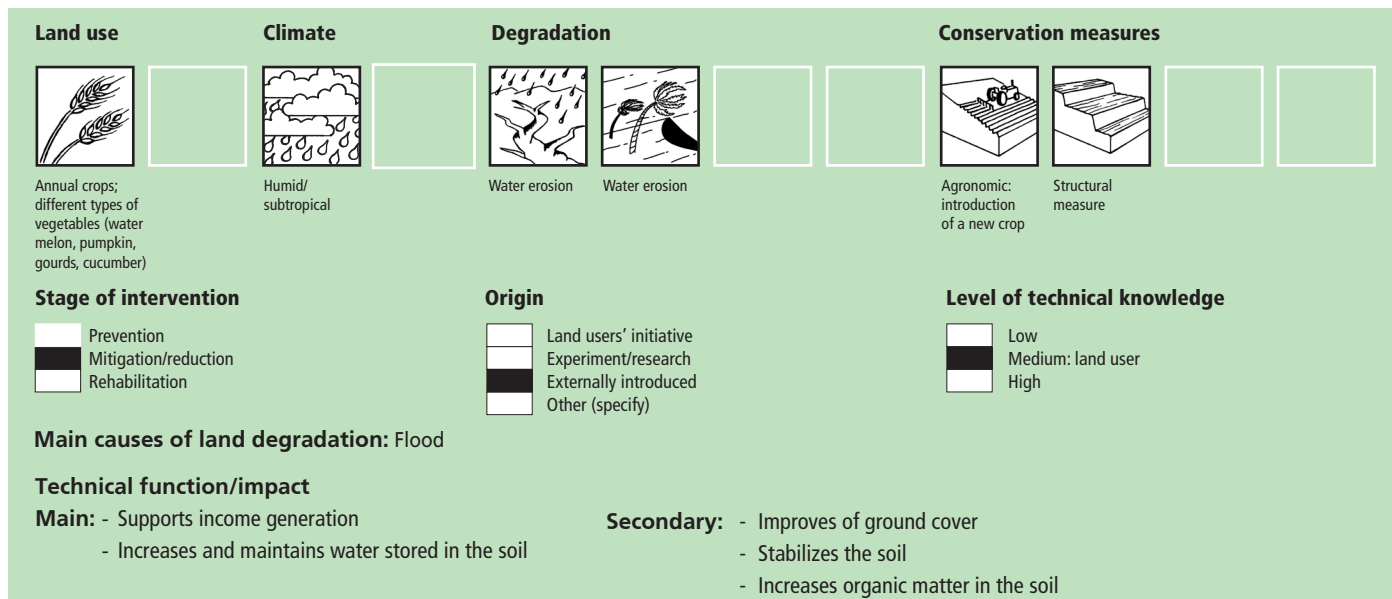 Land use
Climate
Degradation
Conservation measures
Annual crops;
different types of
vegetables (water
melon, pumpkin,
gourds, cucumber)
Humid/
subtropical
Water erosion
Water erosion
Agronomic:
introduction
of a new crop
Structural
measure
Stage of intervention
Prevention
Mitigation/reduction
Rehabilitation
Origin
Land users’ initiative
Experiment/research
Externally introduced
Other (specify)
Level of technical knowledge
Low
Medium: land user
High
Main causes of land degradation: Flood
Technical function/impact
Main: - Supports income generation
- Increases and maintains water stored in the soil
Secondary: - Improves of ground cover
- Stabilizes the soil
- Increases organic matter in the soil